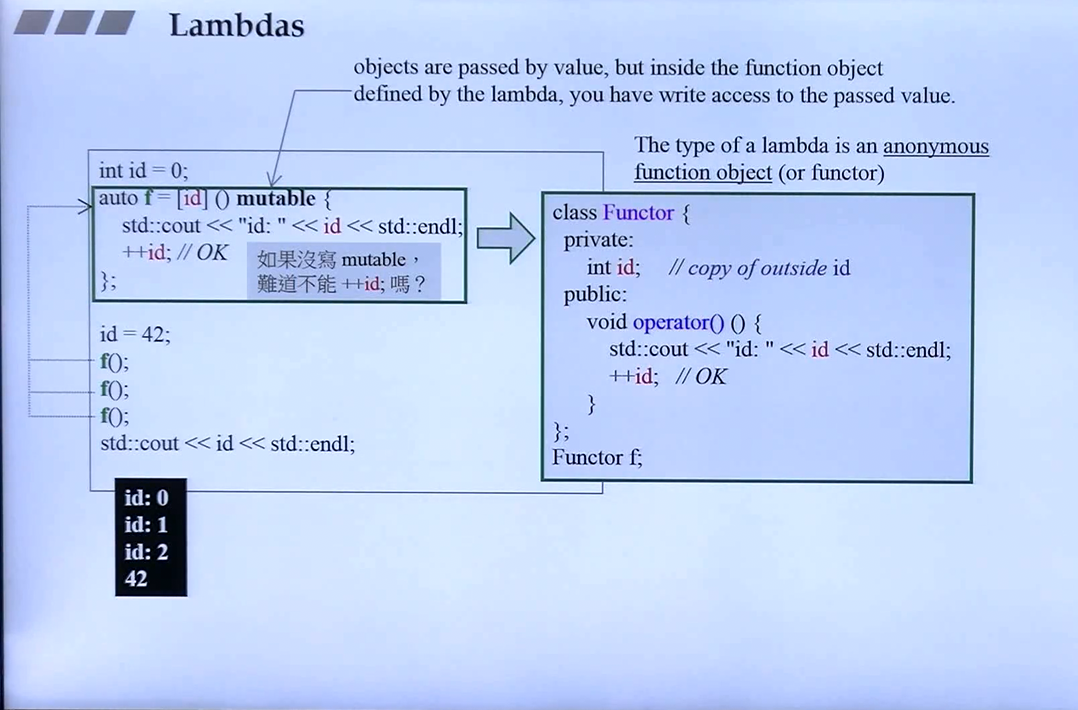 Lambdas
objects are passed by value, but inside the function object
defined by the lambda, you have write access to the passed value.
int id = 0;
auto f = [id] () mutable {
std::cout << "id: " << id << std::endl;
++id; // OK
如果沒寫 mutable，
難道不能 ++id; 嗎？
};
id = 42;
f();
f();
f();
std::cout << id << std::endl;
id: 0
id: 1
id: 2
42
The type of a lambda is an anonymous
function object (or functor)
class Functor {
private:
int id; // copy of outside id
public:
void operator() () {
std::cout << "id: " << id << std::endl;
++id; // OK
}
};
Functor f;